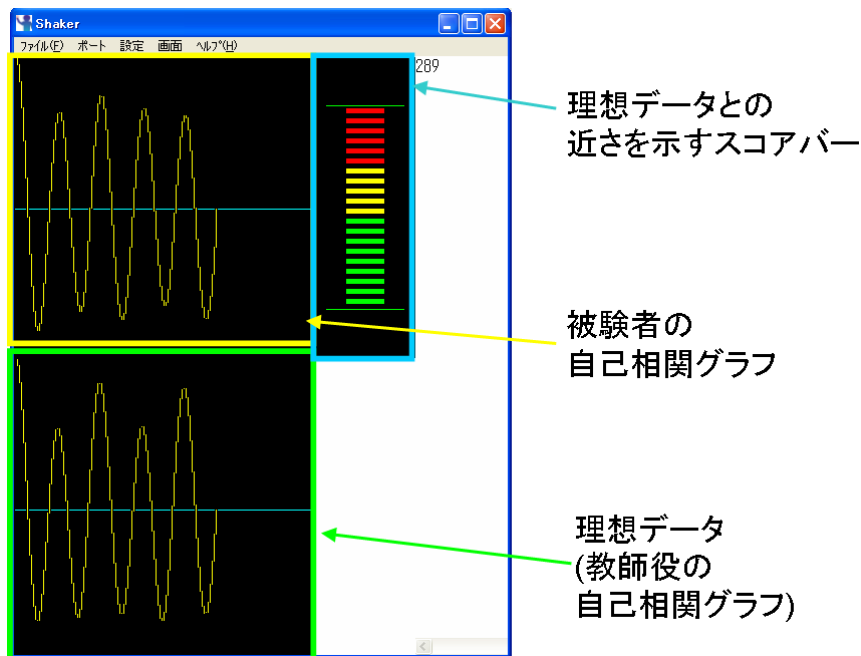 Shaker
ファイル(F) ポート 設定 画面 ヘルプ(H)
289
理想データとの
近さを示すスコアバー
被験者の
自己相関グラフ
理想データ
(教師役の
自己相関グラフ)